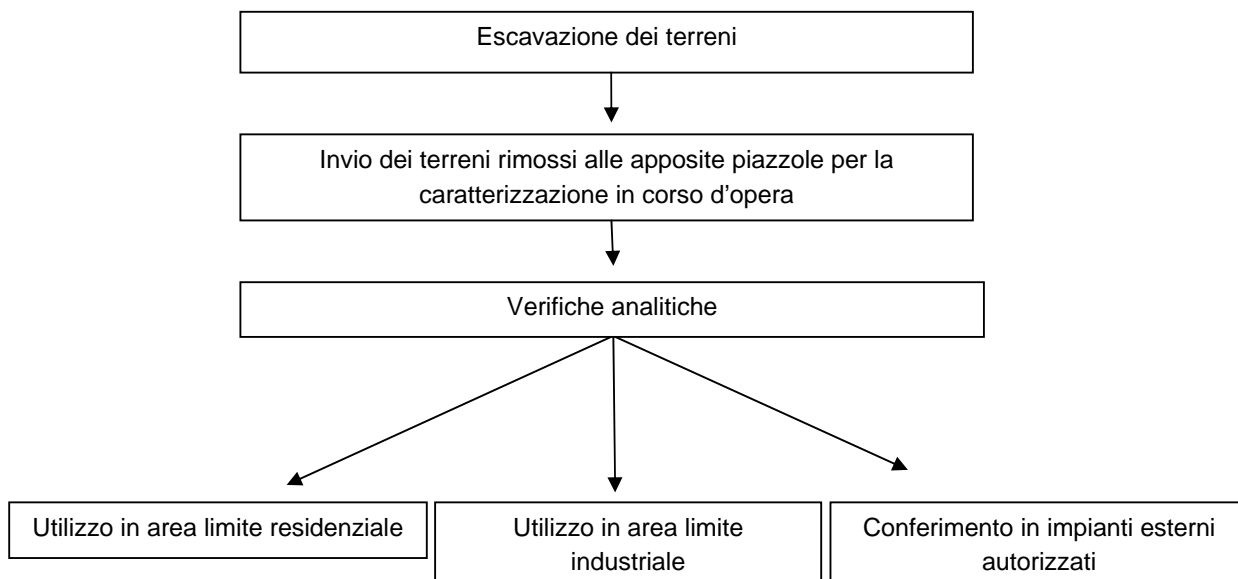 Escavazione dei terreni
Invio dei terreni rimossi alle apposite piazzole per la
caratterizzazione in corso d'opera
Verifiche analitiche
Utilizzo in area limite residenziale
Utilizzo in area limite
industriale
Conferimento in impianti esterni
autorizzati